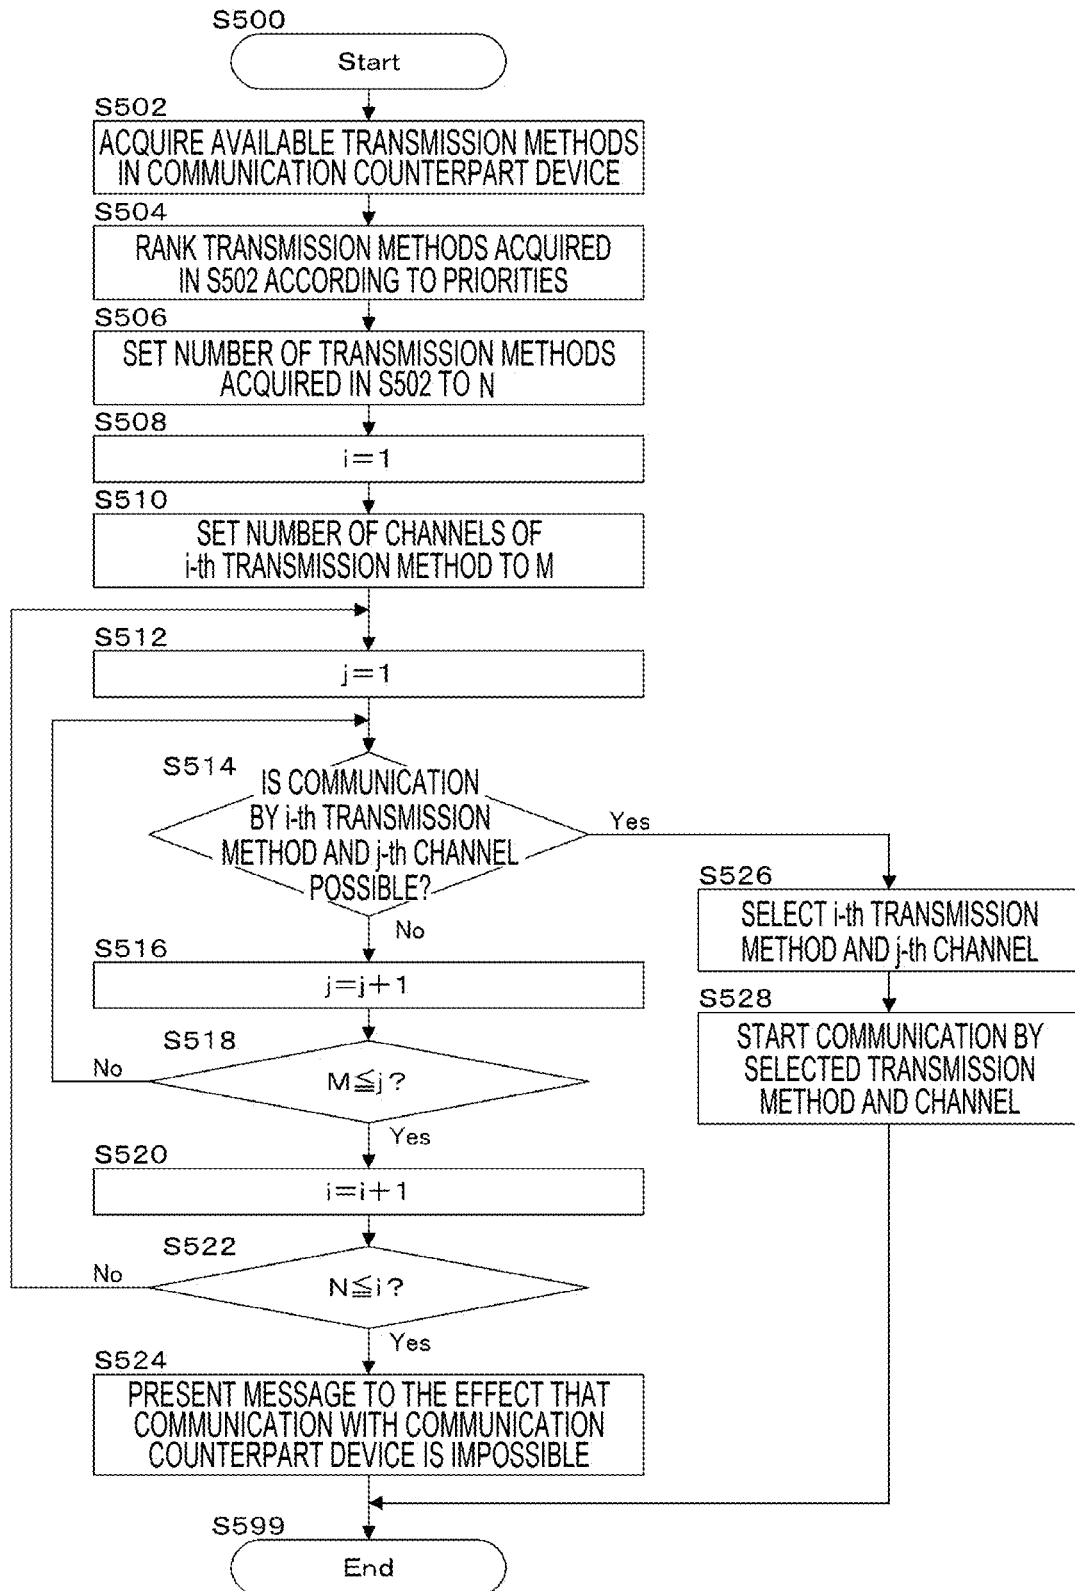 S500
Start
S502
ACQUIRE AVAILABLE TRANSMISSION METHODS
IN COMMUNICATION COUNTERPART DEVICE
S504
RANK TRANSMISSION METHODS ACQUIRED
IN S502 ACCORDING TO PRIORITIES
S506
SET NUMBER OF TRANSMISSION METHODS
ACQUIRED IN S502 TO N
S508
i=1
S510
SET NUMBER OF CHANNELS OF
i-th TRANSMISSION METHOD TO M
S512
j=1
S514
IS COMMUNICATION
BY i-th TRANSMISSION
METHOD AND j-th CHANNEL
POSSIBLE?
Yes
No
S526
SELECT i-th TRANSMISSION
METHOD AND j-th CHANNEL
S528
START COMMUNICATION BY
SELECTED TRANSMISSION
METHOD AND CHANNEL
S516
j=j+1
S518
M≦j?
No
Yes
S520
i=i+1
S522
N≦i?
No
Yes
S524
PRESENT MESSAGE TO THE EFFECT THAT
COMMUNICATION WITH COMMUNICATION
COUNTERPART DEVICE IS IMPOSSIBLE
S599
End